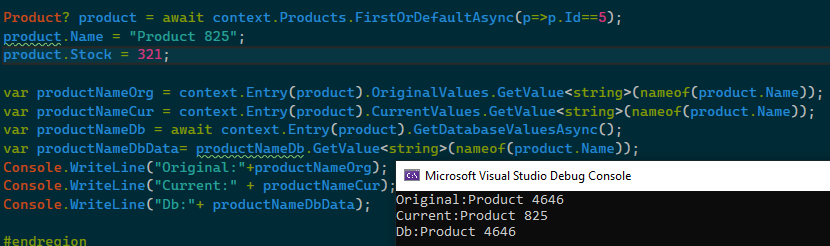 Product? product = await context.Products.FirstOrDefaultAsync(p=>p.Id==5);
product.Name = "Product 825";
product.Stock = 321;
var productNameOrg = context.Entry(product).OriginalValues.GetValue<string>(nameof(product.Name));
var productNameCur = context.Entry(product).CurrentValues.GetValue<string>(nameof(product.Name));
var productNameDb = await context.Entry(product).GetDatabaseValuesAsync();
var productNameDbData= productNameDb.GetValue<string>(nameof(product.Name));
Console.WriteLine("Original:"+productNameOrg);
Console.WriteLine("Current:" + productNameCur);
Console.WriteLine("Db:"+ productNameDbData);
#endregion
Microsoft Visual Studio Debug Console
Original:Product 4646
Current:Product 825
Db:Product 4646